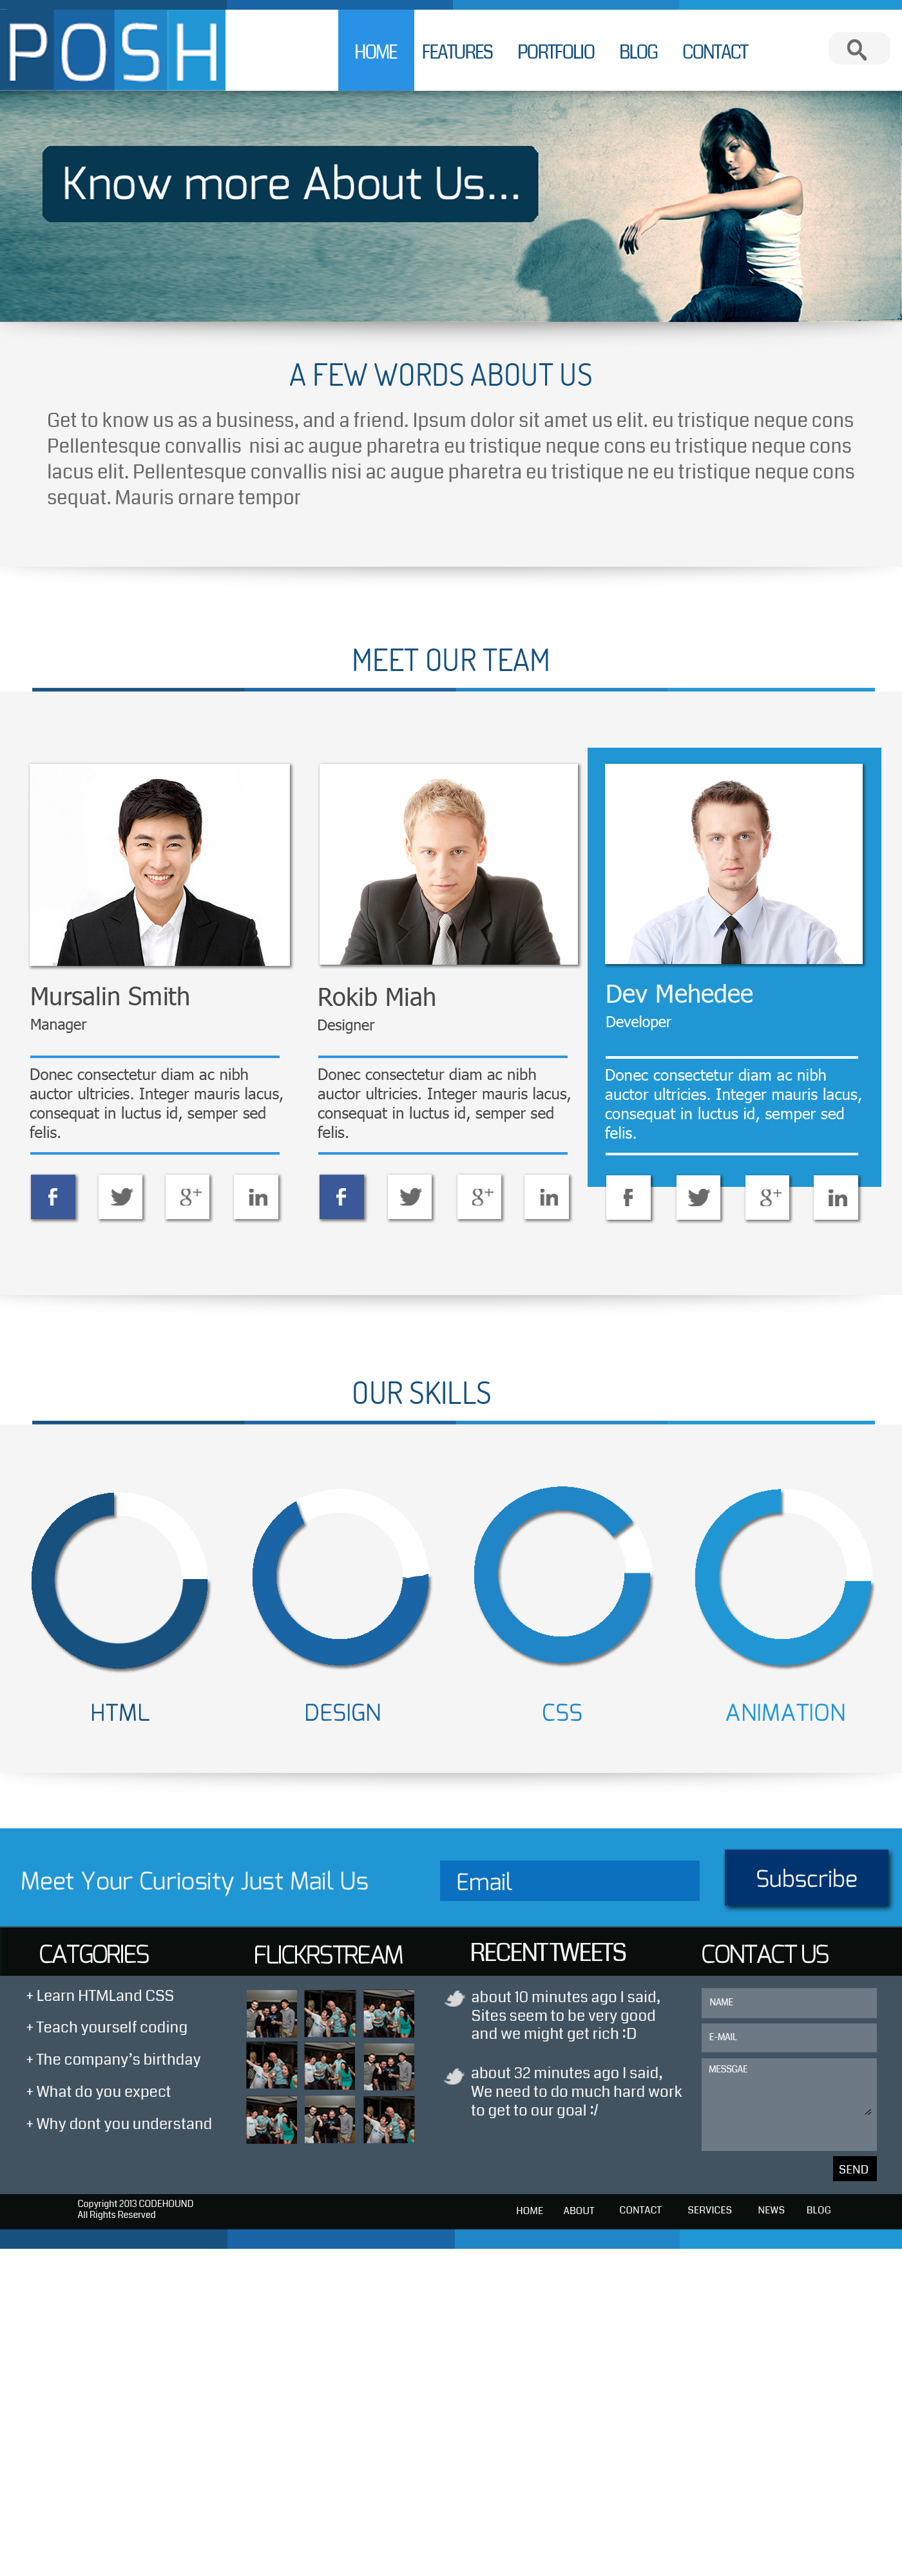 POSH
HOME FEATURES PORTFOLIO BLOG CONTACT
Know more About Us...
A FEW WORDS ABOUT US
Get to know us as a business, and a friend. Ipsum dolor sit amet us elit. eu tristique neque cons
Pellentesque convallis nisi ac augue pharetra eu tristique neque cons eu tristique neque cons
lacus elit. Pellentesque convallis nisi ac augue pharetra eu tristique ne eu tristique neque cons
sequat. Mauris ornare tempor
MEET OUR TEAM
Mursalin Smith
Manager
Donec consectetur diam ac nibh
auctor ultricies. Integer mauris lacus,
consequat in luctus id, semper sed
felis.
f g+ in
Rokib Miah
Designer
Donec consectetur diam ac nibh
auctor ultricies. Integer mauris lacus,
consequat in luctus id, semper sed
felis.
f g+ in
Dev Mehedee
Developer
Donec consectetur diam ac nibh
auctor ultricies. Integer mauris lacus,
consequat in luctus id, semper sed
felis.
f g+ in
OUR SKILLS
HTML DESIGN CSS ANIMATION
Meet Your Curiosity Just Mail Us
Email
Subscribe
CATGORIES
+ Learn HTMLand CSS
+ Teach yourself coding
+ The company's birthday
+ What do you expect
+ Why dont you understand
FLICKRSTREAM
RECENT TWEETS
about 10 minutes ago I said,
Sites seem to be very good
and we might get rich :D
about 32 minutes ago I said,
We need to do much hard work
to get to our goal :/
CONTACT US
NAME
E-MAIL
MESSGAE
SEND
Copyright 2013 CODEHOUND
All Rights Reserved
HOME ABOUT CONTACT SERVICES NEWS BLOG